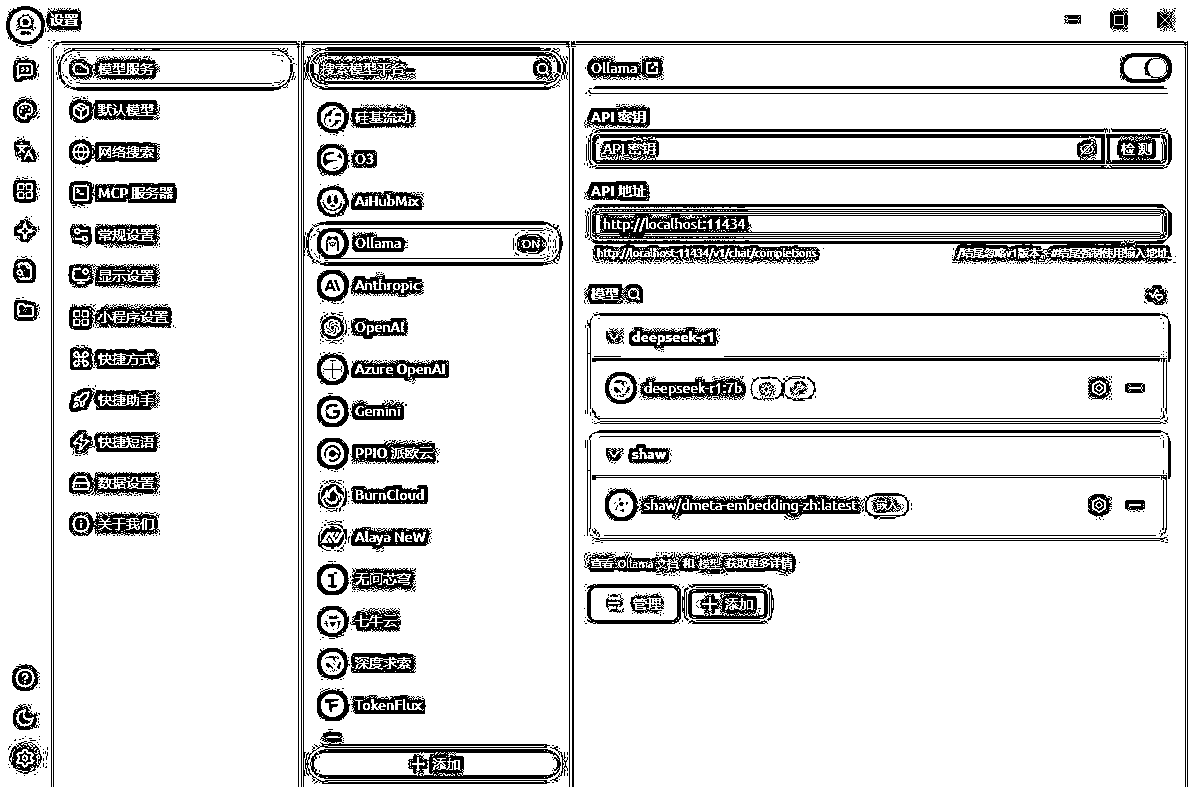 设置
模型服务
默认模型
网络搜索
MCP 服务器
常规设置
显示设置
小程序设置
快捷方式
快捷助手
快捷短语
数据设置
关于我们
搜索模型平台...
硅基流动
O3
AiHubMix
Ollama ON
Anthropic
OpenAI
Azure OpenAI
Gemini
PPIO 派欧云
BurnCloud
Alaya NeW
无问芯穹
七牛云
深度求索
TokenFlux
添加
Ollama
API 密钥
API 密钥 检测
API 地址
http://localhost:11434
http://localhost:11434/v1/chat/completions /结尾忽略v1版本，#结尾强制使用输入地址
模型
deepseek-r1
deepseek-r1:7b
shaw
shaw/dmeta-embedding-zh:latest 嵌入
查看 Ollama 文档 和 模型 获取更多详情
管理 添加